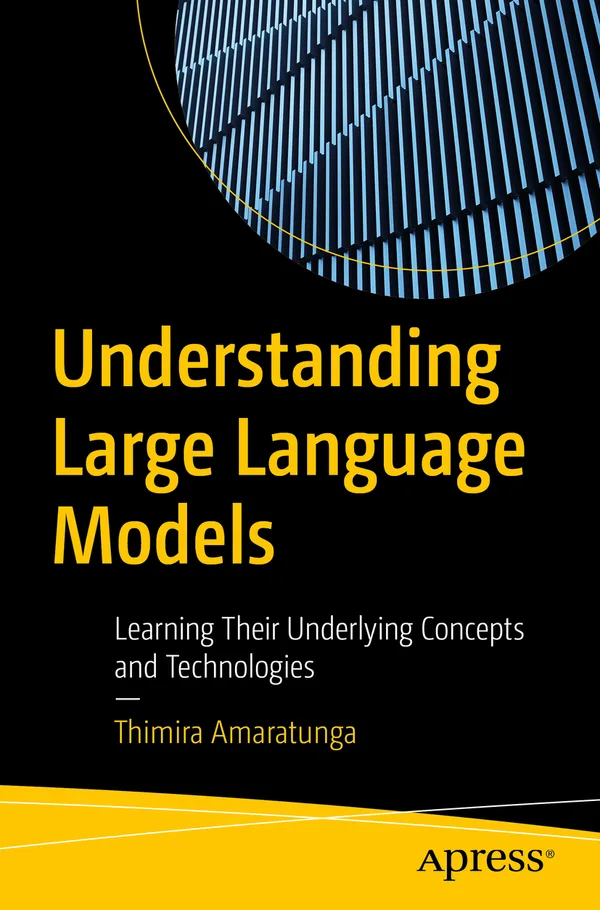 Understanding
Large Language
Models
Learning Their Underlying Concepts
and Technologies
—
Thimira Amaratunga
Apress®